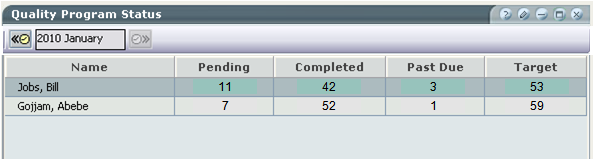 Quality Program Status
2010 January
Name Pending Completed Past Due Target
Jobs, Bill 11 42 3 53
Gojjam, Abebe 7 52 1 59